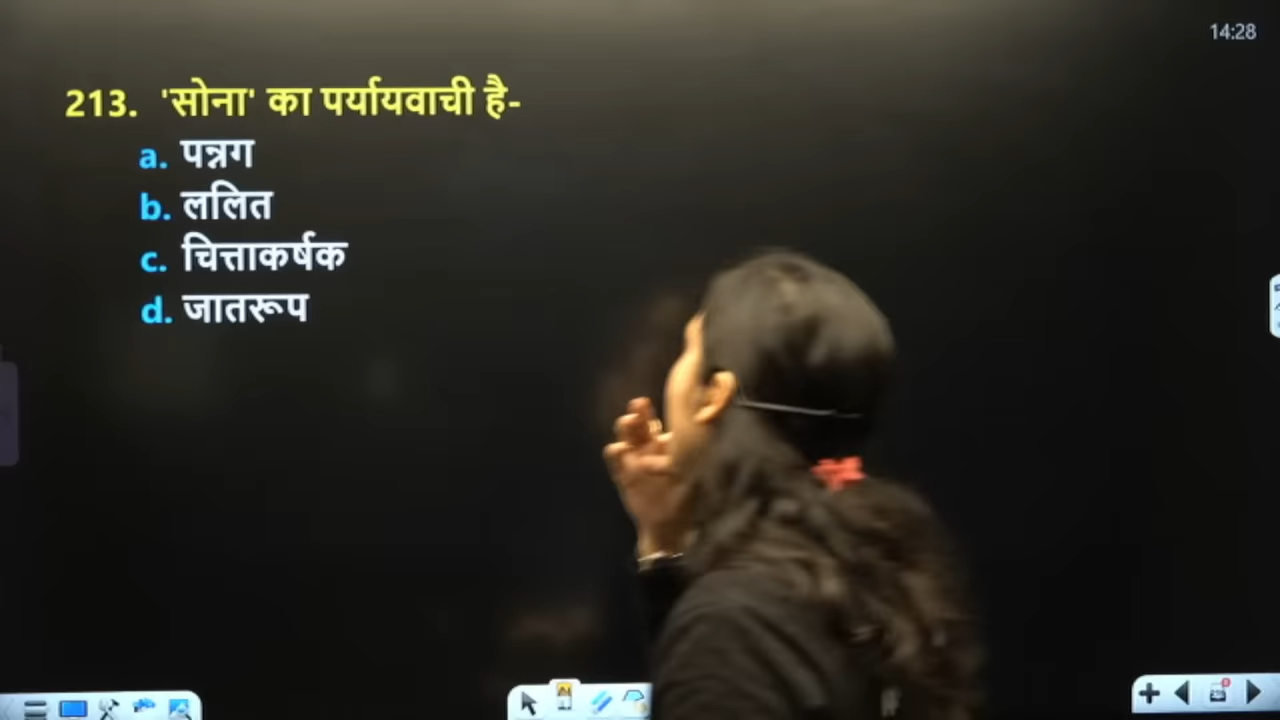 14:28
213. 'सोना' का पर्यायवाची है-
a. पन्नग
b. ललित
c. चित्ताकर्षक
d. जातरूप